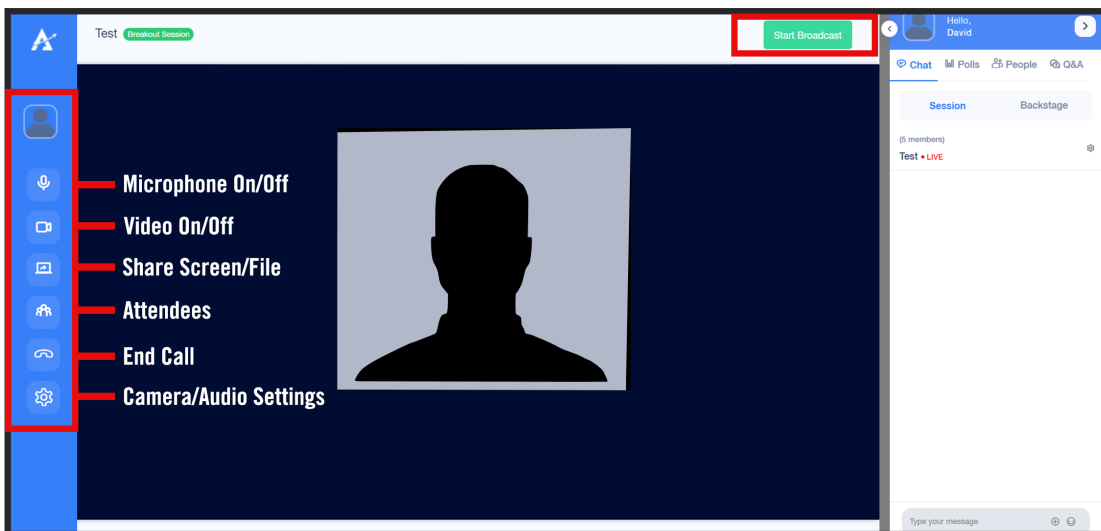 Test Breakout Session
Start Broadcast
Hello,
David
Chat Polls People Q&A
Session Backstage
(5 members)
Test • LIVE
Microphone On/Off
Video On/Off
Share Screen/File
Attendees
End Call
Camera/Audio Settings
Type your message